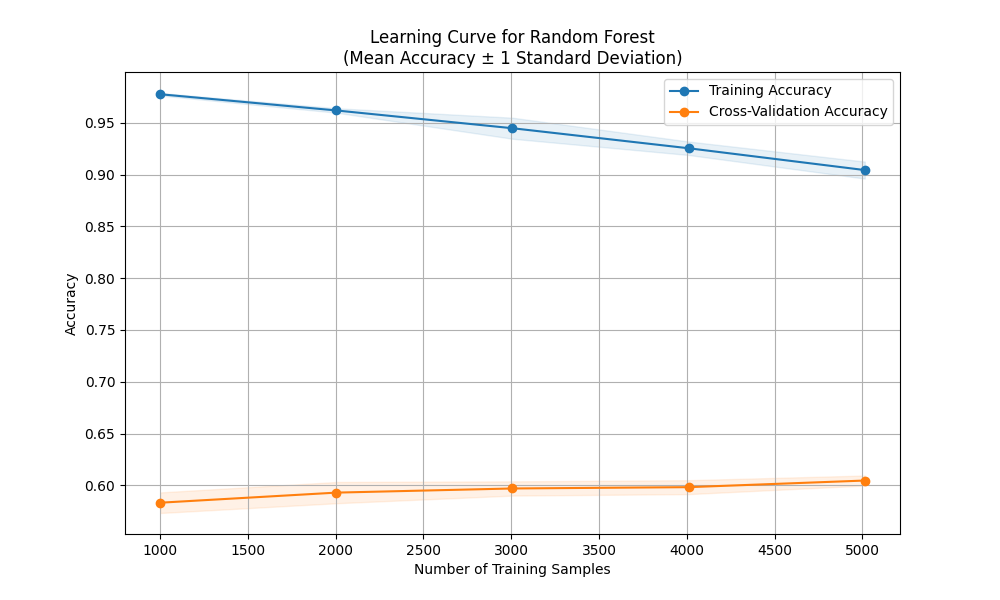 Learning Curve for Random Forest
(Mean Accuracy ± 1 Standard Deviation)
Training Accuracy
Cross-Validation Accuracy
Accuracy
0.95
0.90
0.85
0.80
0.75
0.70
0.65
0.60
1000 1500 2000 2500 3000 3500 4000 4500 5000
Number of Training Samples